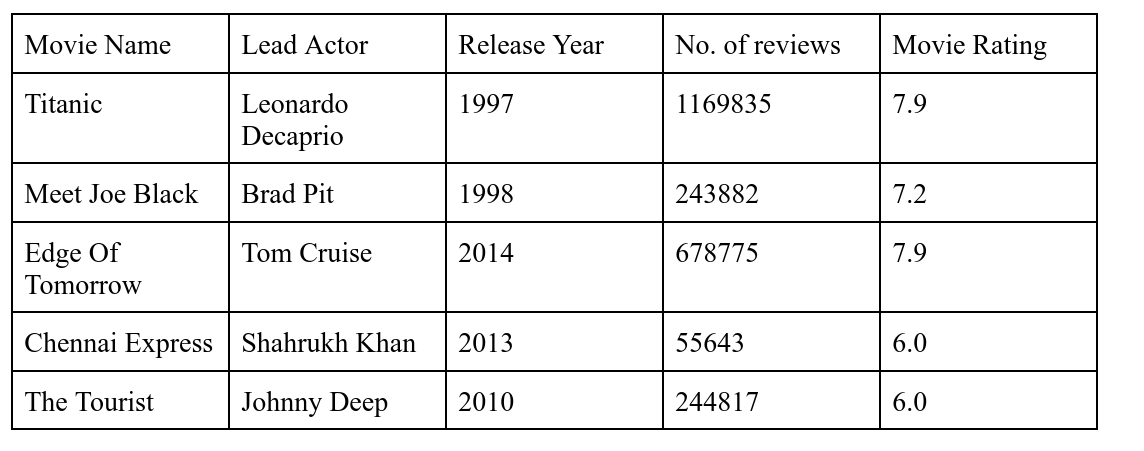 Movie Name Lead Actor Release Year No. of reviews Movie Rating
Titanic Leonardo 1997 1169835 7.9
Decaprio
Meet Joe Black Brad Pit 1998 243882 7.2
Edge Of Tom Cruise 2014 678775 7.9
Tomorrow
Chennai Express Shahrukh Khan 2013 55643 6.0
The Tourist Johnny Deep 2010 244817 6.0